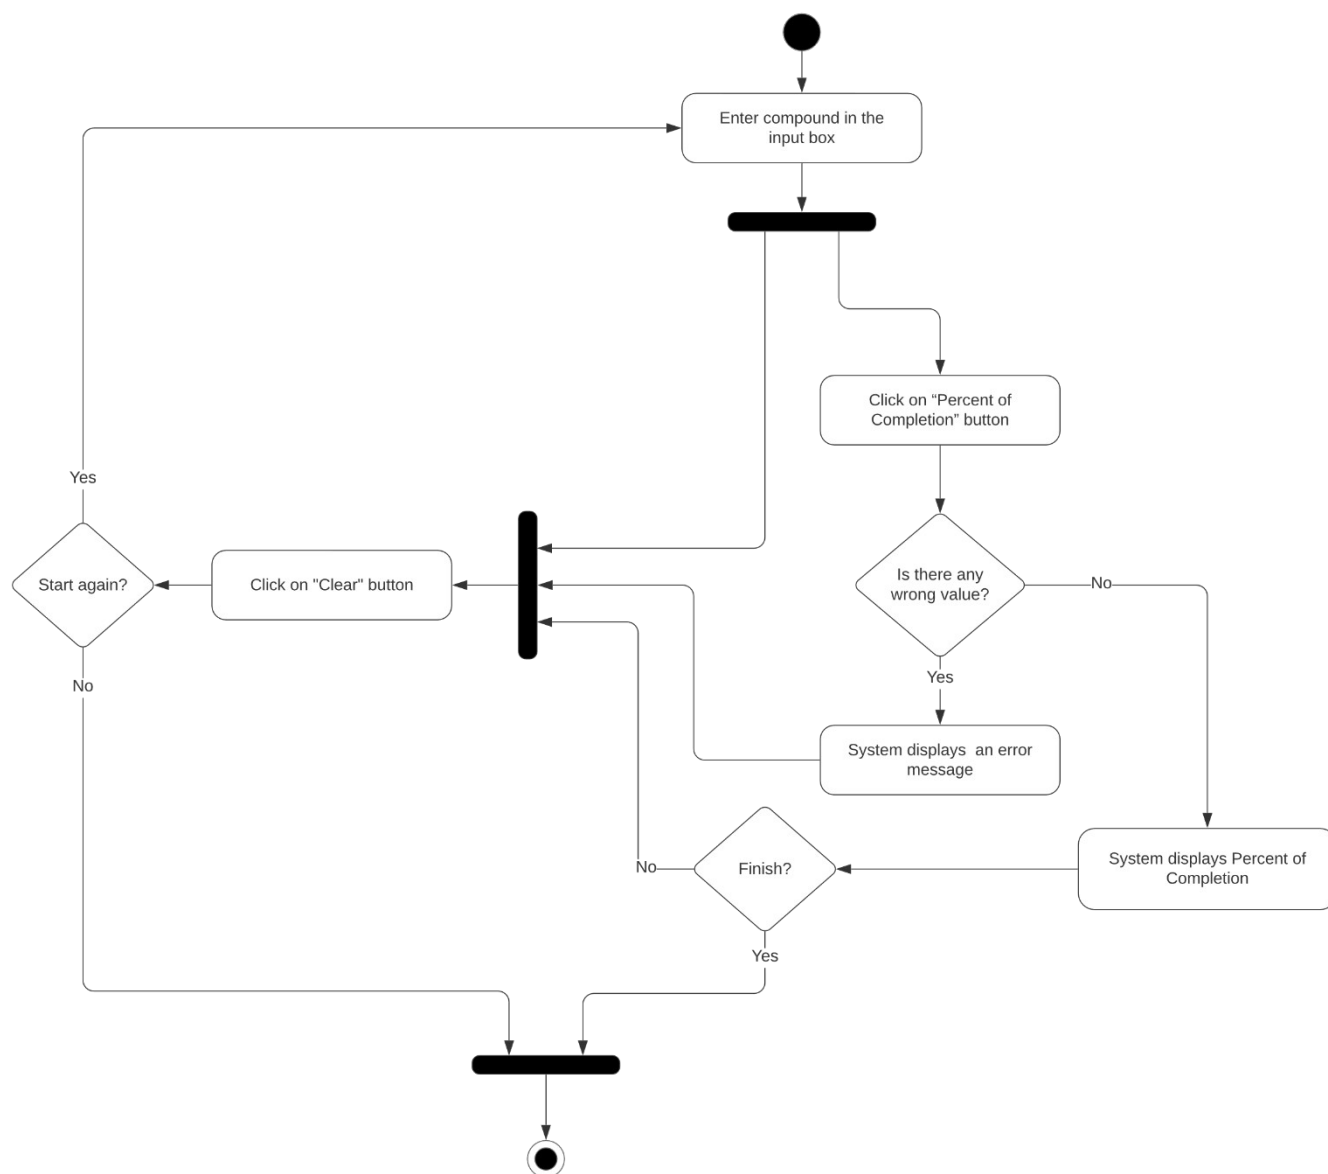 Enter compound in the
input box
Click on “Percent of
Completion” button
Yes
Start again?
Click on "Clear" button
Is there any
wrong value?
No
Yes
No
System displays  an error
message
System displays Percent of
Completion
Finish?
No
Yes